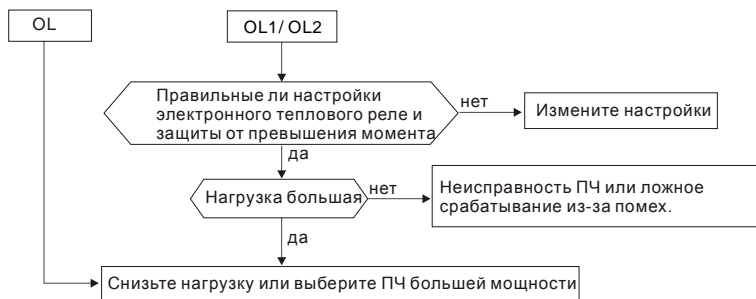 OL
OL1/ OL2
Правильные ли настройки
электронного теплового реле и
защиты от превышения момента
нет
Измените настройки
да
Нагрузка большая
нет
Неисправность ПЧ или ложное
срабатывание из-за помех.
да
Снизьте нагрузку или выберите ПЧ большей мощности